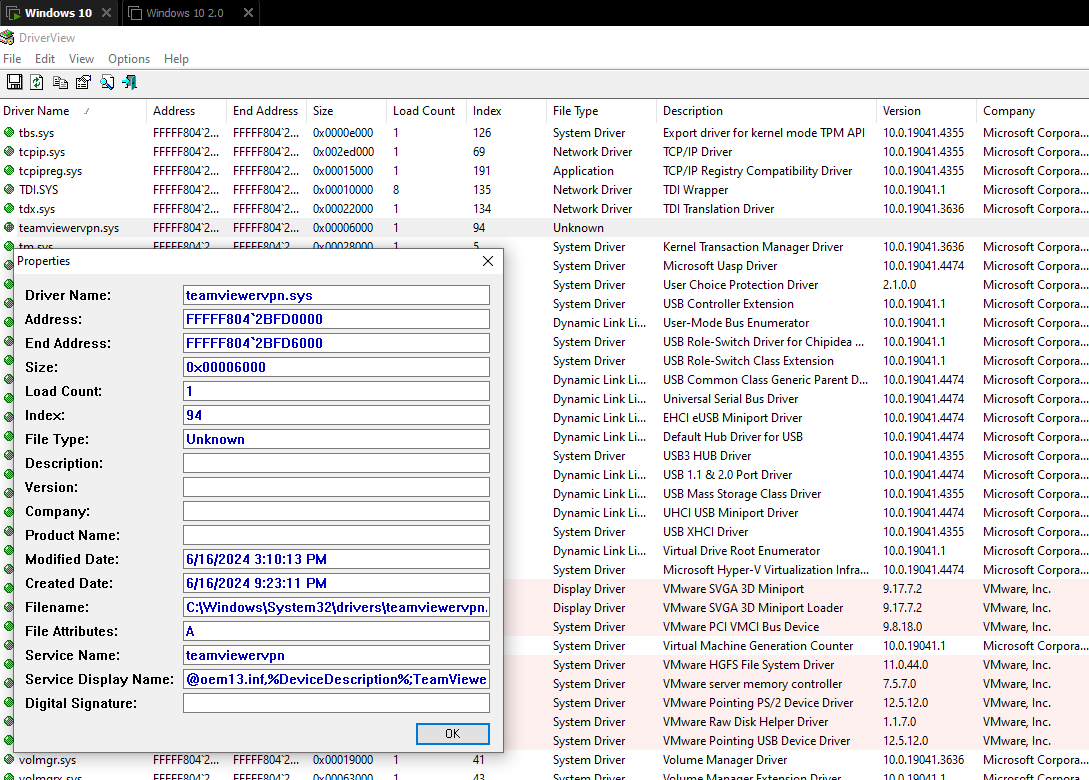 Windows 10 Windows 10 2.0
DriverView
File Edit View Options Help
Driver Name Address End Address Size Load Count Index File Type Description Version Company
tbs.sys FFFFF804`2... FFFFF804`2... 0x0000e000 1 126 System Driver Export driver for kernel mode TPM API 10.0.19041.4355 Microsoft Corpora...
tcpip.sys FFFFF804`2... FFFFF804`2... 0x002ed000 1 69 Network Driver TCP/IP Driver 10.0.19041.4355 Microsoft Corpora...
tcpipreg.sys FFFFF804`2... FFFFF804`2... 0x00015000 1 191 Application TCP/IP Registry Compatibility Driver 10.0.19041.4355 Microsoft Corpora...
TDI.SYS FFFFF804`2... FFFFF804`2... 0x00010000 8 135 Network Driver TDI Wrapper 10.0.19041.1 Microsoft Corpora...
tdx.sys FFFFF804`2... FFFFF804`2... 0x00022000 1 134 Network Driver TDI Translation Driver 10.0.19041.3636 Microsoft Corpora...
teamviewervpn.sys FFFFF804`2... FFFFF804`2... 0x00006000 1 94 Unknown
tm.sys FFFFF804`2... FFFFF804`2... 0x00028000 1 5 System Driver Kernel Transaction Manager Driver 10.0.19041.3636 Microsoft Corpora...
System Driver Microsoft Uasp Driver 10.0.19041.4474 Microsoft Corpora...
System Driver User Choice Protection Driver 2.1.0.0 Microsoft Corpora...
System Driver USB Controller Extension 10.0.19041.1 Microsoft Corpora...
Dynamic Link Li... User-Mode Bus Enumerator 10.0.19041.1 Microsoft Corpora...
System Driver USB Role-Switch Driver for Chipidea ... 10.0.19041.1 Microsoft Corpora...
System Driver USB Role-Switch Class Extension 10.0.19041.1 Microsoft Corpora...
Dynamic Link Li... USB Common Class Generic Parent D... 10.0.19041.4474 Microsoft Corpora...
Dynamic Link Li... Universal Serial Bus Driver 10.0.19041.4474 Microsoft Corpora...
Dynamic Link Li... EHCI eUSB Miniport Driver 10.0.19041.4474 Microsoft Corpora...
Dynamic Link Li... Default Hub Driver for USB 10.0.19041.4474 Microsoft Corpora...
System Driver USB3 HUB Driver 10.0.19041.4355 Microsoft Corpora...
Dynamic Link Li... USB 1.1 & 2.0 Port Driver 10.0.19041.4474 Microsoft Corpora...
Dynamic Link Li... USB Mass Storage Class Driver 10.0.19041.4355 Microsoft Corpora...
Dynamic Link Li... UHCI USB Miniport Driver 10.0.19041.4474 Microsoft Corpora...
System Driver USB XHCI Driver 10.0.19041.4355 Microsoft Corpora...
Dynamic Link Li... Virtual Drive Root Enumerator 10.0.19041.1 Microsoft Corpora...
System Driver Microsoft Hyper-V Virtualization Infra... 10.0.19041.4474 Microsoft Corpora...
Display Driver VMware SVGA 3D Miniport 9.17.7.2 VMware, Inc.
Display Driver VMware SVGA 3D Miniport Loader 9.17.7.2 VMware, Inc.
System Driver VMware PCI VMCI Bus Device 9.8.18.0 VMware, Inc.
System Driver Virtual Machine Generation Counter 10.0.19041.1 Microsoft Corpora...
System Driver VMware HGFS File System Driver 11.0.44.0 VMware, Inc.
System Driver VMware server memory controller 7.5.7.0 VMware, Inc.
System Driver VMware Pointing PS/2 Device Driver 12.5.12.0 VMware, Inc.
System Driver VMware Raw Disk Helper Driver 1.1.7.0 VMware, Inc.
System Driver VMware Pointing USB Device Driver 12.5.12.0 VMware, Inc.
volmgr.sys FFFFF804`2... FFFFF804`2... 0x00019000 1 41 System Driver Volume Manager Driver 10.0.19041.3636 Microsoft Corpora...
volmgrx.sys FFFFF804`2... FFFFF804`2... 0x00063000 1 43 System Driver Volume Manager Extension Driver 10.0.19041.1 Microsoft Corpora...
Properties
Driver Name: teamviewervpn.sys
Address: FFFFF804`2BFD0000
End Address: FFFFF804`2BFD6000
Size: 0x00006000
Load Count: 1
Index: 94
File Type: Unknown
Description:
Version:
Company:
Product Name:
Modified Date: 6/16/2024 3:10:13 PM
Created Date: 6/16/2024 9:23:11 PM
Filename: C:\Windows\System32\drivers\teamviewervpn.
File Attributes: A
Service Name: teamviewervpn
Service Display Name: @oem13.inf,%DeviceDescription%;TeamViewe
Digital Signature:
OK